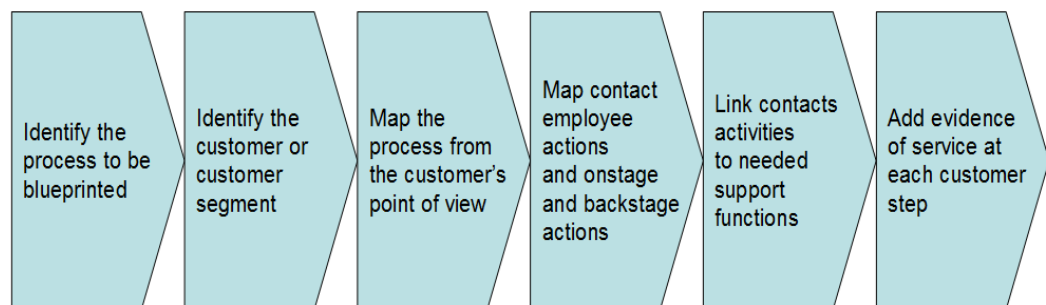 Identify the
process to be
blueprinted
Identify the
customer or
customer
segment
Map the
process from
the customer's
point of view
Map contact
employee
actions
and onstage
and backstage
actions
Link contacts
activities
to needed
support
functions
Add evidence
of service at
each customer
step